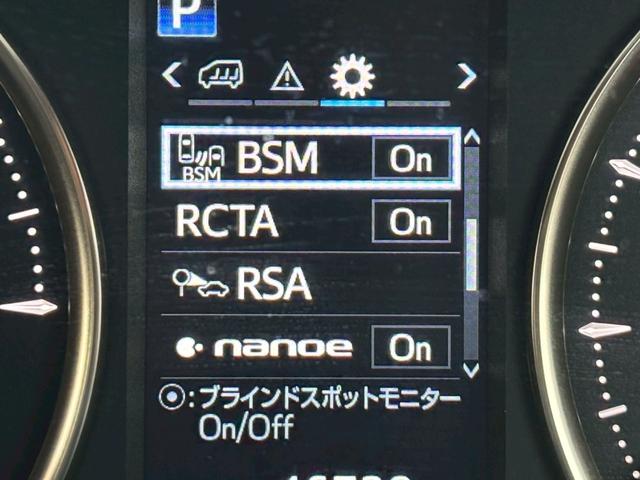 P
BSM BSM On
RCTA On
RSA
nanoe On
⦿:ブラインドスポットモニター
On/Off